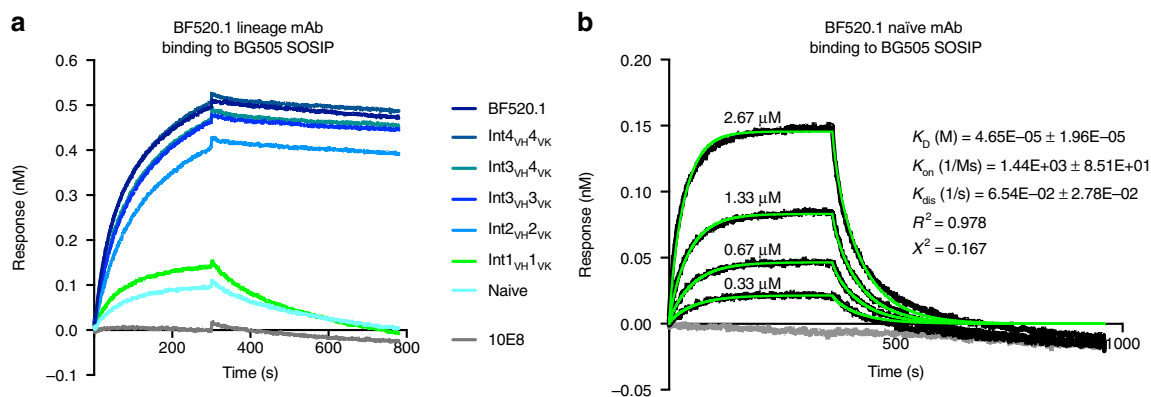 a
BF520.1 lineage mAb
binding to BG505 SOSIP
Response (nM)
0.6
0.5
0.4
0.3
0.2
0.1
0.0
–0.1
200
400
600
800
Time (s)
BF520.1
Int4VH4VK
Int3VH4VK
Int3VH3VK
Int2VH2VK
Int1VH1VK
Naive
10E8
b
BF520.1 naïve mAb
binding to BG505 SOSIP
Response (nM)
0.20
0.15
0.10
0.05
0.00
–0.05
500
1000
Time (s)
2.67 μM
1.33 μM
0.67 μM
0.33 μM
KD (M) = 4.65E–05 ± 1.96E–05
Kon (1/Ms) = 1.44E+03 ± 8.51E+01
Kdis (1/s) = 6.54E–02 ± 2.78E–02
R² = 0.978
X² = 0.167